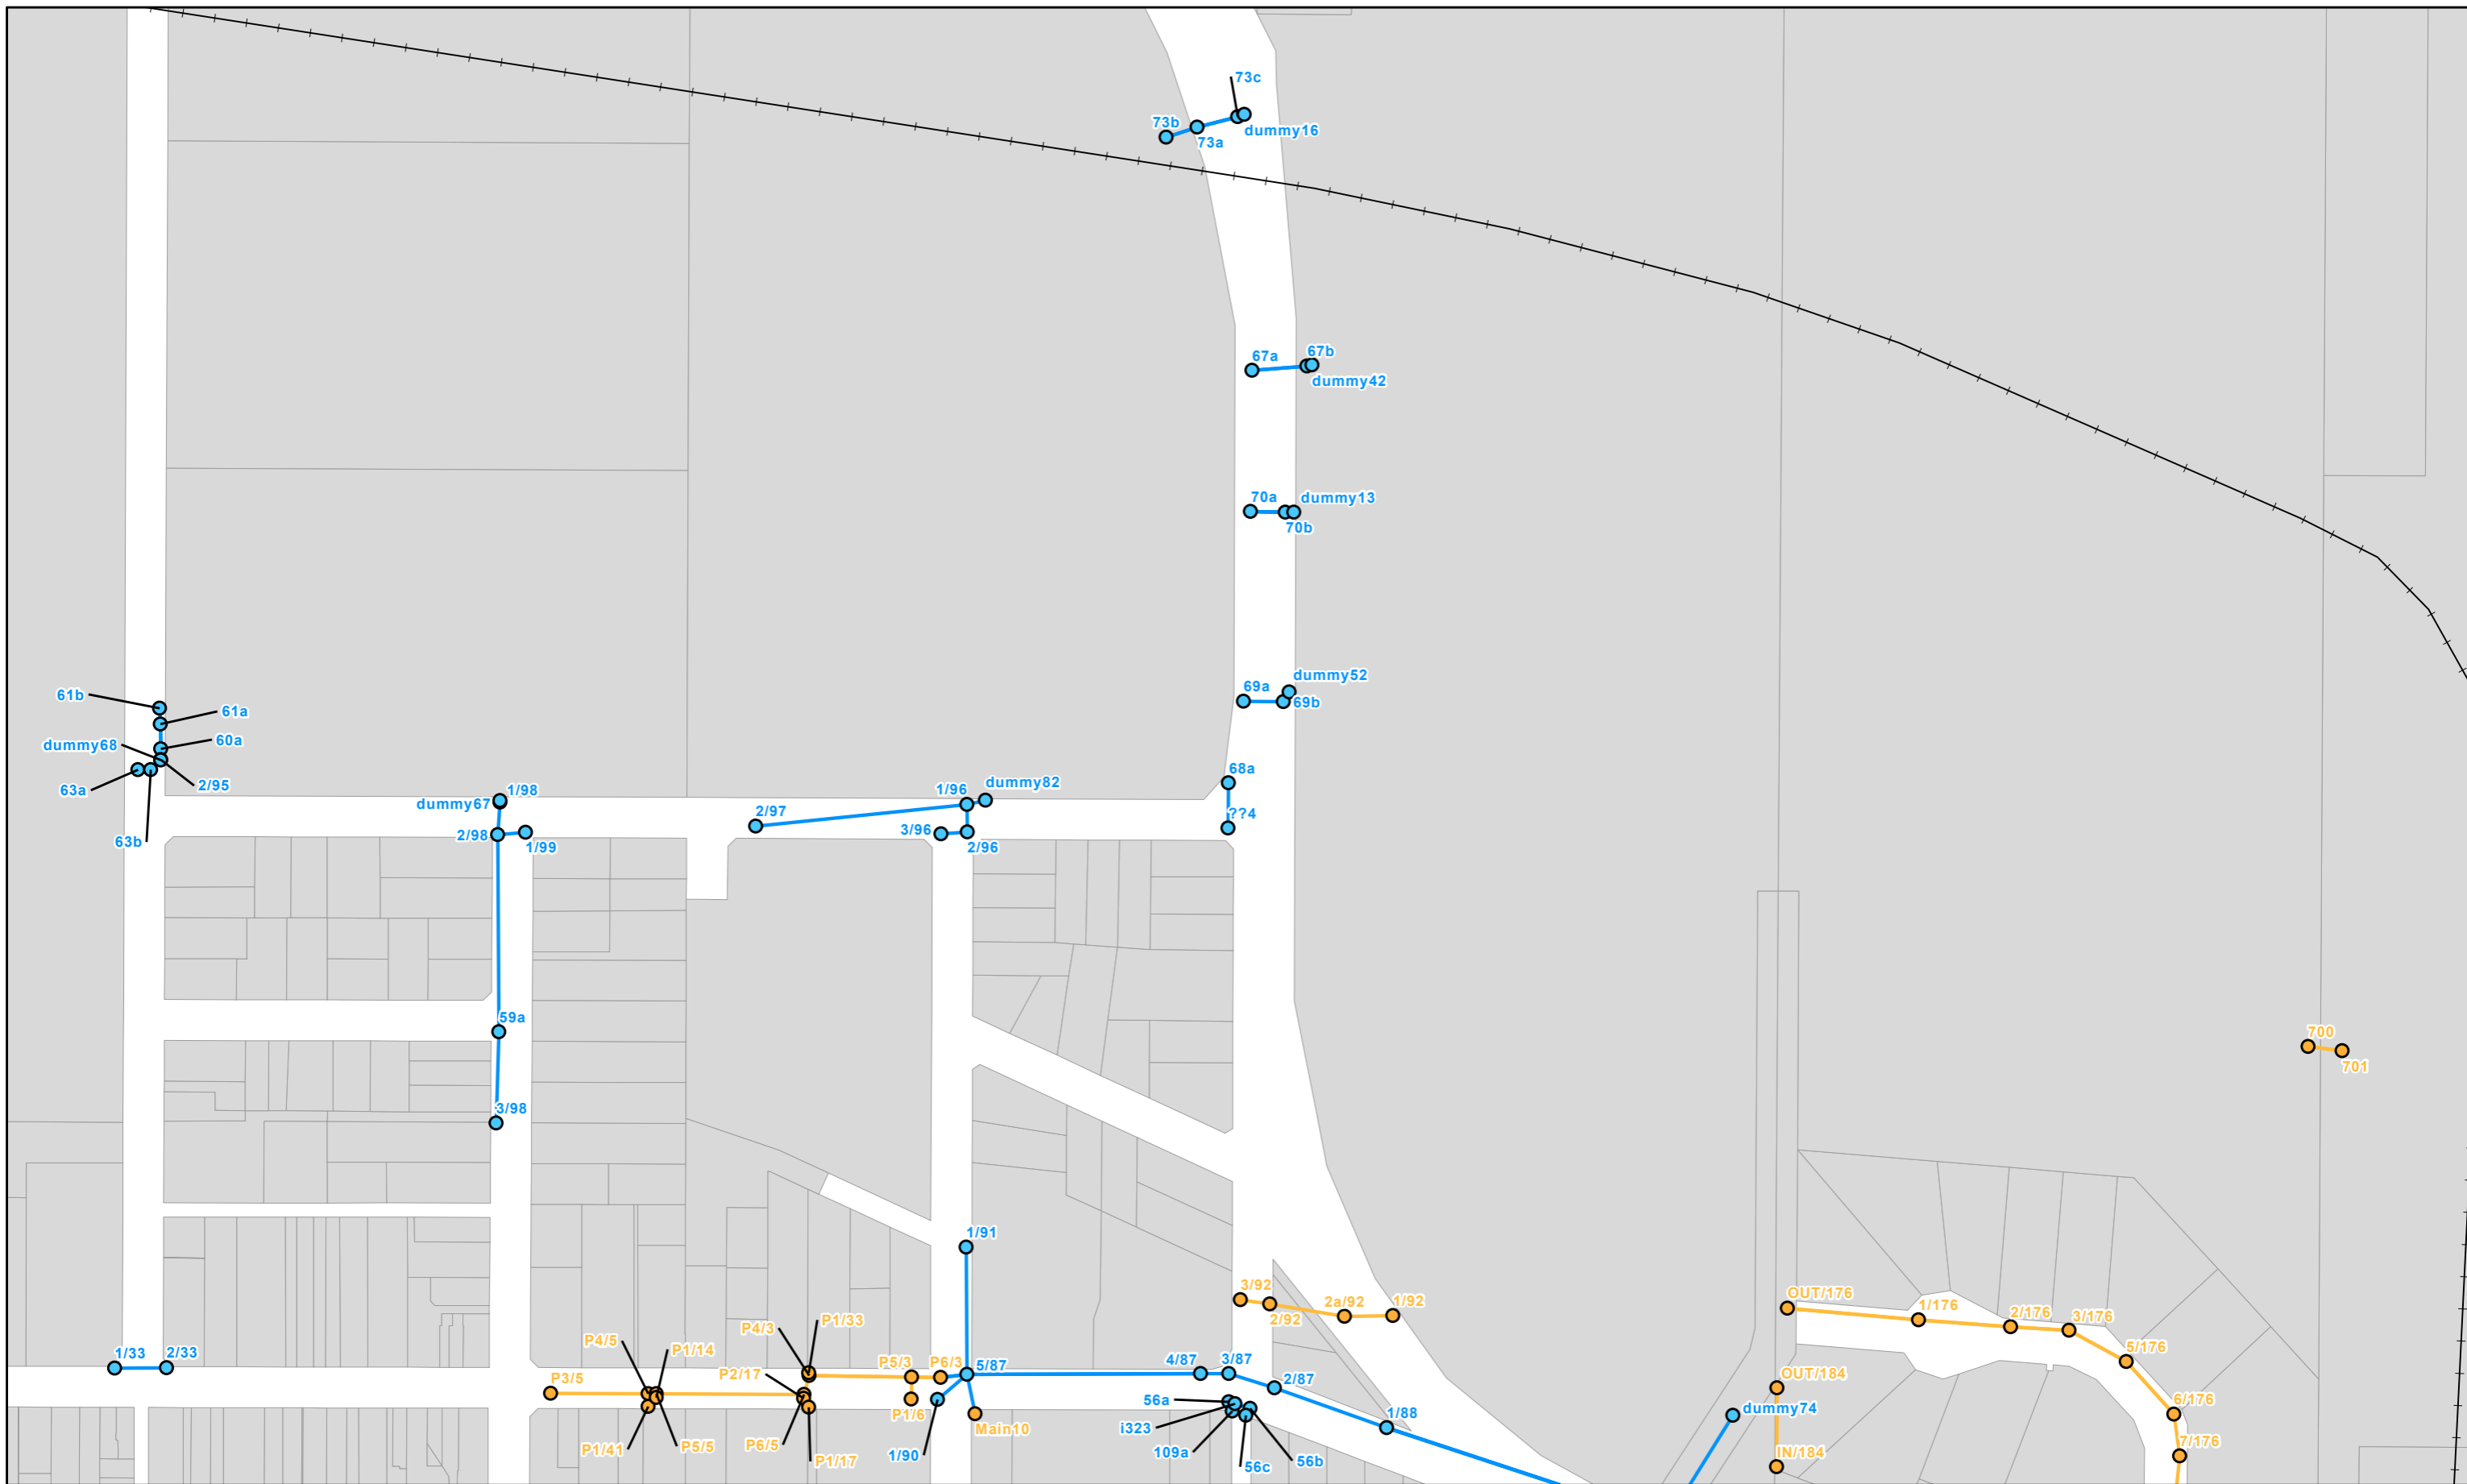 73c
73b
dummy16
73a
67b
67a
dummy42
70a
dummy13
70b
dummy52
61b
69a
69b
61a
60a
dummy68
68a
63a
2/95
1/98
1/96
dummy82
dummy67
2/97
??4
2/98
3/96
63b
1/99
2/96
59a
700
701
3/98
1/91
3/92
OUT/176
1/92
2a/92
1/176
2/92
2/176
P1/33
3/176
P4/3
P4/5
P1/14
5/176
1/33
2/33
P2/17
P5/3
P6/3
5/87
4/87
3/87
OUT/184
P3/5
2/87
56a
6/176
dummy74
P1/6
1/88
Main10
i323
P1/41
P5/5
P6/5
7/176
1/90
109a
IN/184
P1/17
56c
56b